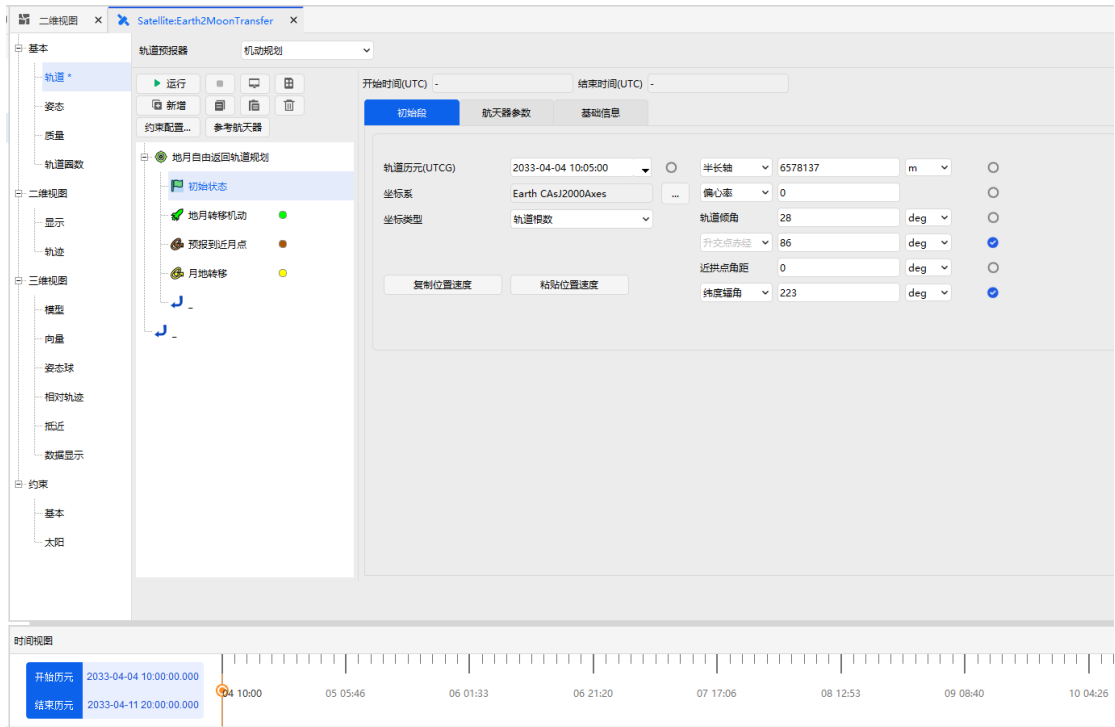 二维视图 × Satellite:Earth2MoonTransfer ×
基本
轨道 *
姿态
质量
轨道圈数
二维视图
显示
轨迹
三维视图
模型
向量
姿态球
相对轨迹
抵近
数据显示
约束
基本
太阳
轨道预报器 机动规划
运行
新增
约束配置... 参考航天器
地月自由返回轨道规划
初始状态
地月转移机动
预报到近月点
月地转移
-
-
开始时间(UTC) - 结束时间(UTC) -
初始段 航天器参数 基础信息
轨道历元(UTCG) 2033-04-04 10:05:00 半长轴 6578137 m
坐标系 Earth CAsJ2000Axes ... 偏心率 0
坐标类型 轨道根数 轨道倾角 28 deg
升交点赤经 86 deg
近拱点角距 0 deg
复制位置速度 粘贴位置速度 纬度辐角 223 deg
时间视图
开始历元 2033-04-04 10:00:00.000
结束历元 2033-04-11 20:00:00.000
04 10:00 05 05:46 06 01:33 06 21:20 07 17:06 08 12:53 09 08:40 10 04:26